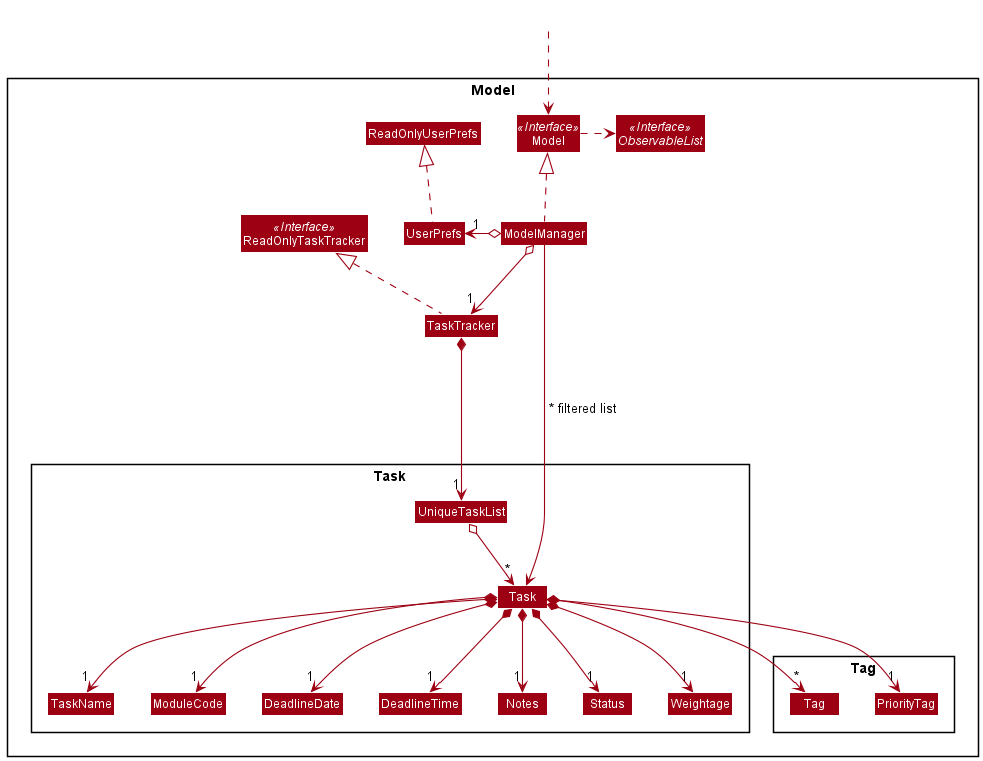 Model
«Interface»
Model
«Interface»
ObservableList
ReadOnlyUserPrefs
«Interface»
ReadOnlyTaskTracker
UserPrefs
1
ModelManager
1
TaskTracker
* filtered list
Task
1
UniqueTaskList
*
Task
Tag
1
1
1
1
1
1
1
*
1
TaskName
ModuleCode
DeadlineDate
DeadlineTime
Notes
Status
Weightage
Tag
PriorityTag